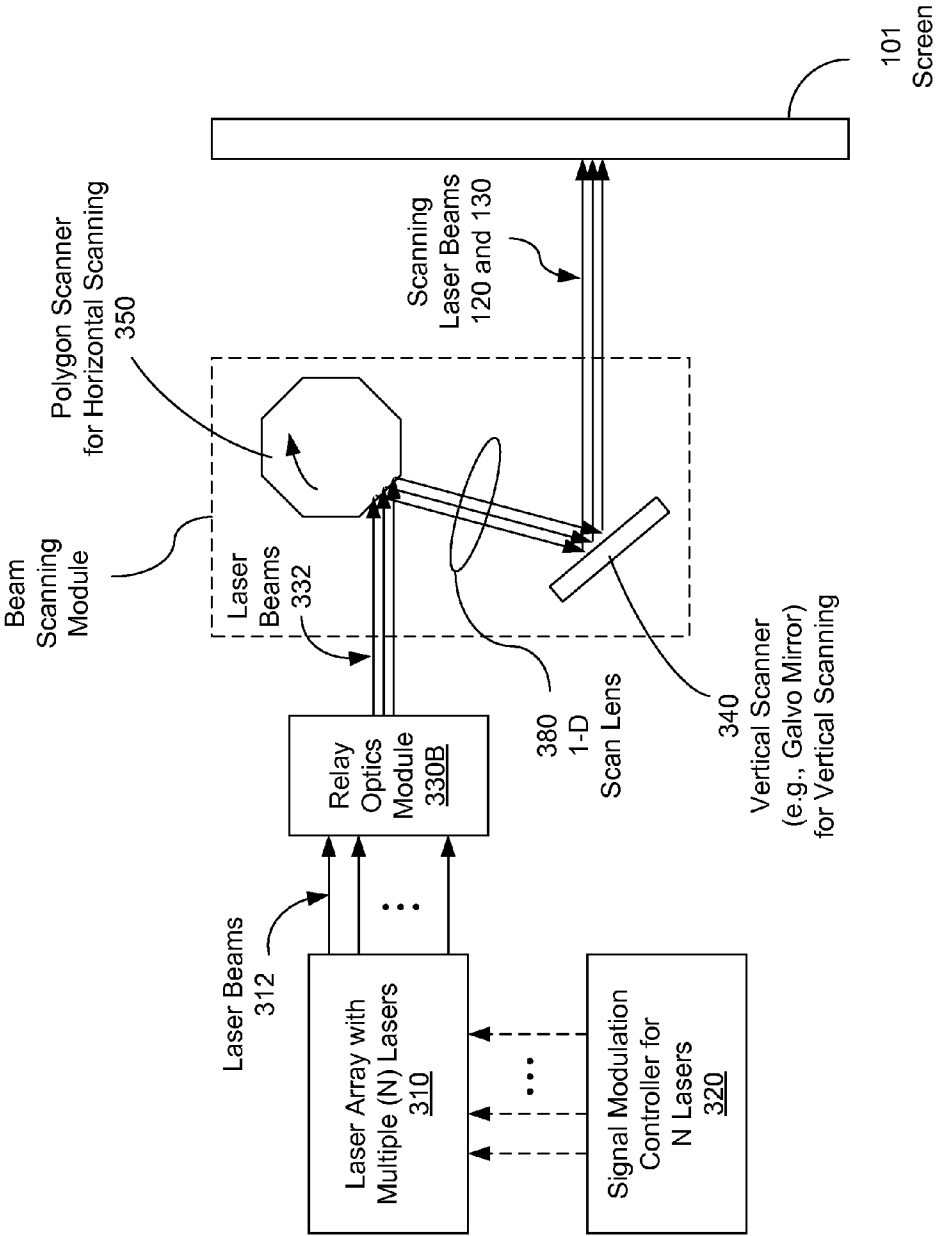 Beam
Scanning
Module
Polygon Scanner
for Horizontal Scanning
350
Laser Beams
312
Laser
Beams
332
Scanning
Laser Beams
120 and 130
Laser Array with
Multiple (N) Lasers
310
Relay
Optics
Module
330B
Signal Modulation
Controller for
N Lasers
320
380
1-D
Scan Lens
340
Vertical Scanner
(e.g., Galvo Mirror)
for Vertical Scanning
101
Screen